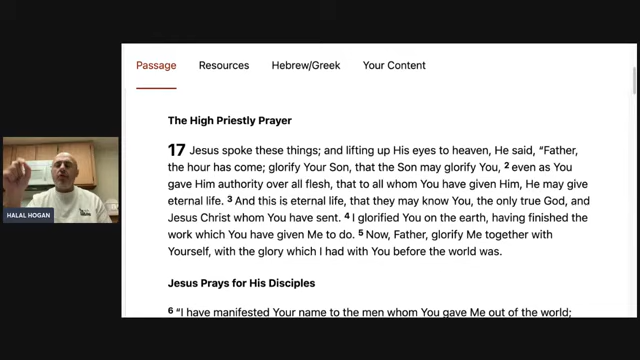 Passage Resources Hebrew/Greek Your Content
The High Priestly Prayer
17 Jesus spoke these things; and lifting up His eyes to heaven, He said, “Father,
the hour has come; glorify Your Son, that the Son may glorify You, 2 even as You
gave Him authority over all flesh, that to all whom You have given Him, He may give
eternal life. 3 And this is eternal life, that they may know You, the only true God, and
Jesus Christ whom You have sent. 4 I glorified You on the earth, having finished the
work which You have given Me to do. 5 Now, Father, glorify Me together with
Yourself, with the glory which I had with You before the world was.
Jesus Prays for His Disciples
6 “I have manifested Your name to the men whom You gave Me out of the world;
HALAL HOGAN